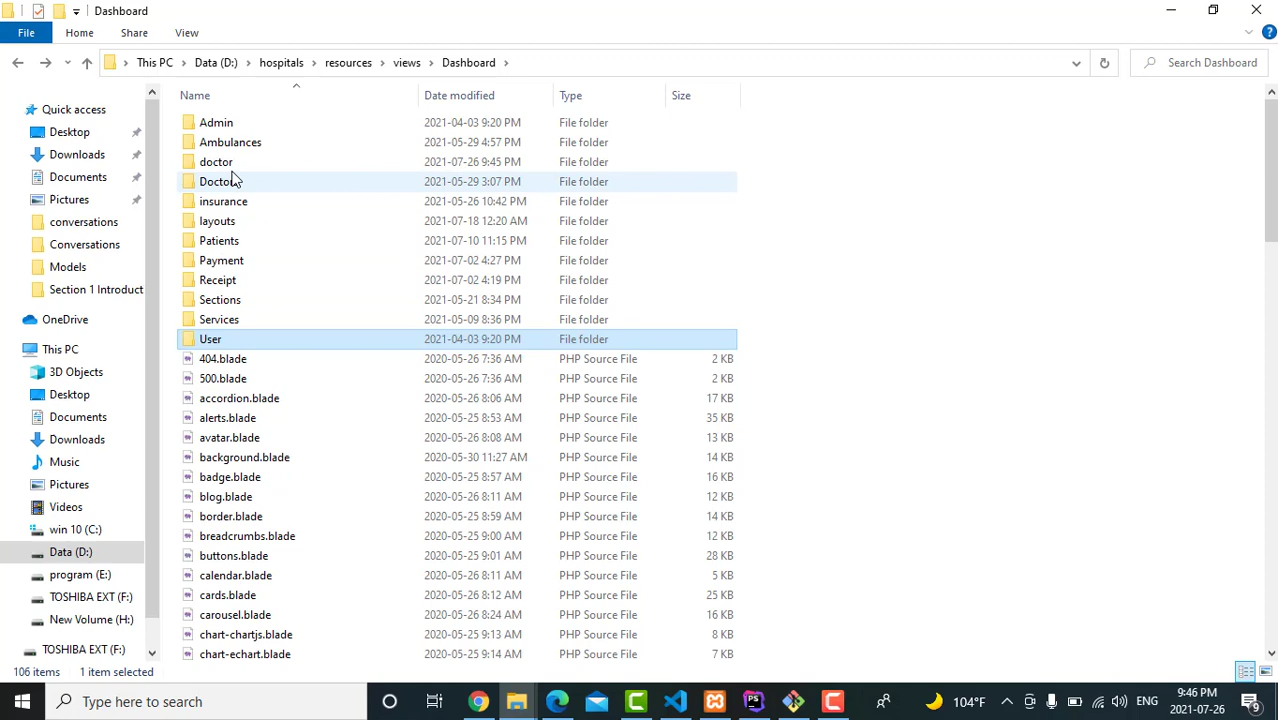 Dashboard
File Home Share View
This PC Data (D:) hospitals resources views Dashboard Search Dashboard
Name Date modified Type Size
Quick access
Desktop
Downloads
Documents
Pictures
conversations
Conversations
Models
Section 1 Introduct
OneDrive
This PC
3D Objects
Desktop
Documents
Downloads
Music
Pictures
Videos
win 10 (C:)
Data (D:)
program (E:)
TOSHIBA EXT (F:)
New Volume (H:)
TOSHIBA EXT (F:)
Admin 2021-04-03 9:20 PM File folder
Ambulances 2021-05-29 4:57 PM File folder
doctor 2021-07-26 9:45 PM File folder
2021-05-29 3:07 PM File folder
insurance 2021-05-26 10:42 PM File folder
layouts 2021-07-18 12:20 AM File folder
Patients 2021-07-10 11:15 PM File folder
Payment 2021-07-02 4:27 PM File folder
Receipt 2021-07-02 4:19 PM File folder
Sections 2021-05-21 8:34 PM File folder
Services 2021-05-09 8:36 PM File folder
User 2021-04-03 9:20 PM File folder
404.blade 2020-05-26 7:36 AM PHP Source File 2 KB
500.blade 2020-05-26 7:36 AM PHP Source File 2 KB
accordion.blade 2020-05-26 8:06 AM PHP Source File 17 KB
alerts.blade 2020-05-25 8:53 AM PHP Source File 35 KB
avatar.blade 2020-05-26 8:08 AM PHP Source File 13 KB
background.blade 2020-05-30 11:27 AM PHP Source File 14 KB
badge.blade 2020-05-25 8:57 AM PHP Source File 16 KB
blog.blade 2020-05-26 8:11 AM PHP Source File 12 KB
border.blade 2020-05-25 8:59 AM PHP Source File 14 KB
breadcrumbs.blade 2020-05-25 9:00 AM PHP Source File 12 KB
buttons.blade 2020-05-25 9:01 AM PHP Source File 28 KB
calendar.blade 2020-05-26 8:11 AM PHP Source File 5 KB
cards.blade 2020-05-26 8:12 AM PHP Source File 25 KB
carousel.blade 2020-05-26 8:24 AM PHP Source File 16 KB
chart-chartjs.blade 2020-05-25 9:13 AM PHP Source File 8 KB
chart-echart.blade 2020-05-25 9:14 AM PHP Source File 7 KB
106 items 1 item selected
Type here to search
104°F ENG 9:46 PM
2021-07-26
9